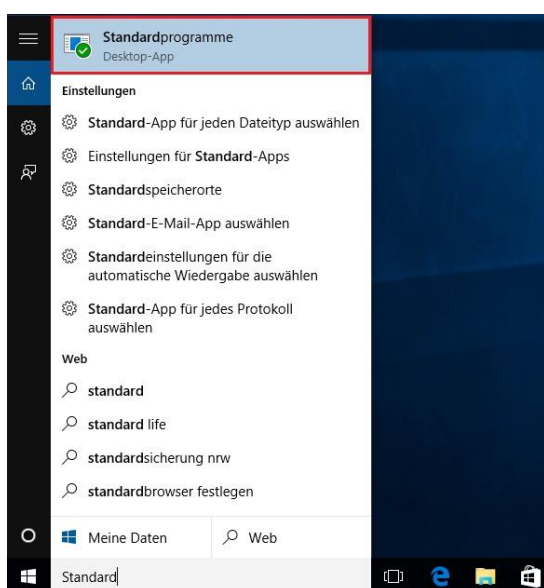 Standardprogramme
Desktop-App
Einstellungen
Standard-App für jeden Dateityp auswählen
Einstellungen für Standard-Apps
Standardspeicherorte
Standard-E-Mail-App auswählen
Standardeinstellungen für die
automatische Wiedergabe auswählen
Standard-App für jedes Protokoll
auswählen
Web
standard
standard life
standardsicherung nrw
standardbrowser festlegen
Meine Daten
Web
Standard